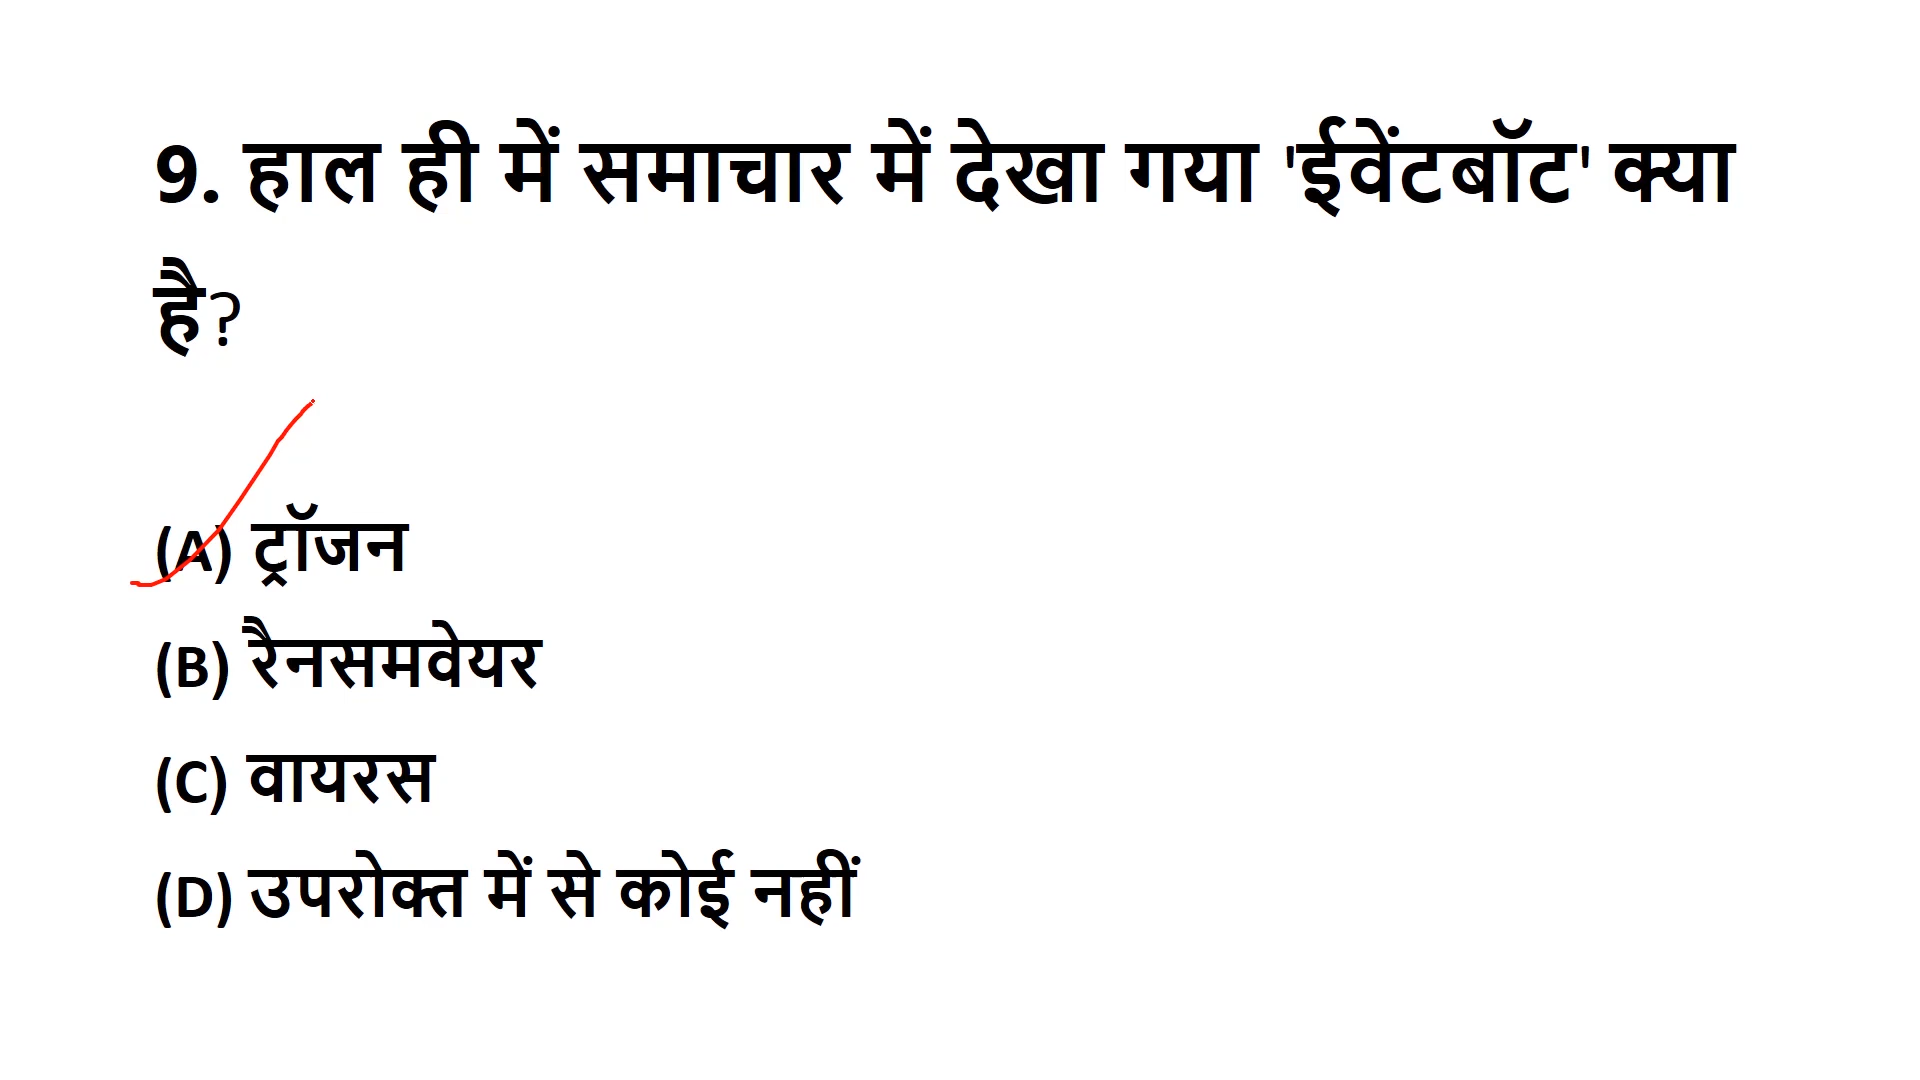 9. हाल ही में समाचार में देखा गया 'ईवेंटबॉट' क्या
है?
(A) ट्रॉजन
(B) रैनसमवेयर
(C) वायरस
(D) उपरोक्त में से कोई नहीं